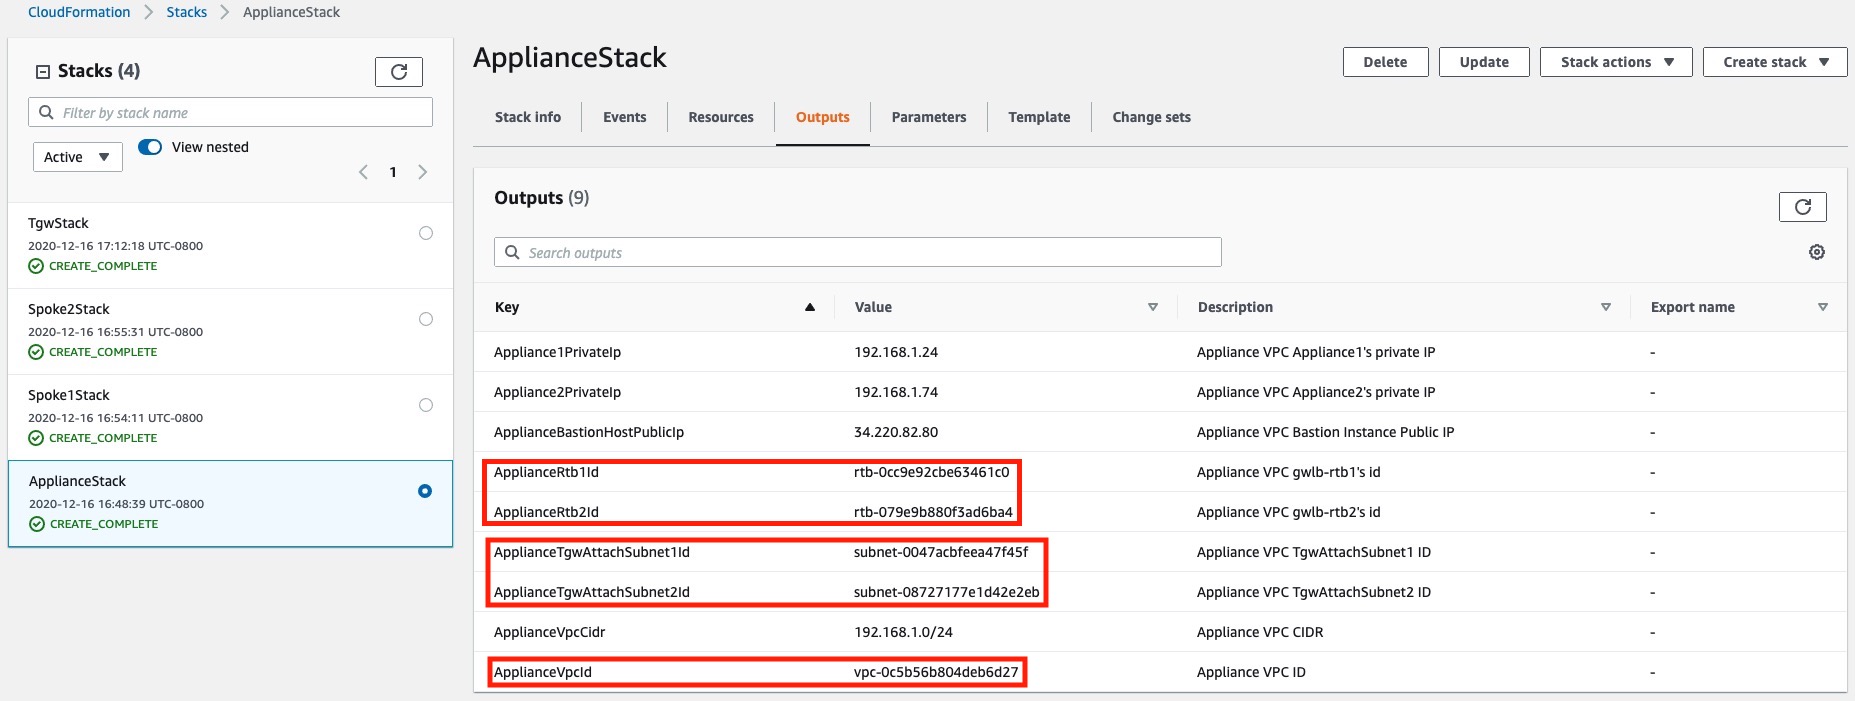 CloudFormation > Stacks > ApplianceStack
Stacks (4)
Filter by stack name
Active
View nested
1
TgwStack
2020-12-16 17:12:18 UTC-0800
CREATE_COMPLETE
Spoke2Stack
2020-12-16 16:55:31 UTC-0800
CREATE_COMPLETE
Spoke1Stack
2020-12-16 16:54:11 UTC-0800
CREATE_COMPLETE
ApplianceStack
2020-12-16 16:48:39 UTC-0800
CREATE_COMPLETE
ApplianceStack
Delete Update Stack actions Create stack
Stack info Events Resources Outputs Parameters Template Change sets
Outputs (9)
Search outputs
Key Value Description Export name
Appliance1PrivateIp 192.168.1.24 Appliance VPC Appliance1's private IP -
Appliance2PrivateIp 192.168.1.74 Appliance VPC Appliance2's private IP -
ApplianceBastionHostPublicIp 34.220.82.80 Appliance VPC Bastion Instance Public IP -
ApplianceRtb1Id rtb-0cc9e92cbe63461c0 Appliance VPC gwlb-rtb1's id -
ApplianceRtb2Id rtb-079e9b880f3ad6ba4 Appliance VPC gwlb-rtb2's id -
ApplianceTgwAttachSubnet1Id subnet-0047acbfeea47f45f Appliance VPC TgwAttachSubnet1 ID -
ApplianceTgwAttachSubnet2Id subnet-08727177e1d42e2eb Appliance VPC TgwAttachSubnet2 ID -
ApplianceVpcCidr 192.168.1.0/24 Appliance VPC CIDR -
ApplianceVpcId vpc-0c5b56b804deb6d27 Appliance VPC ID -